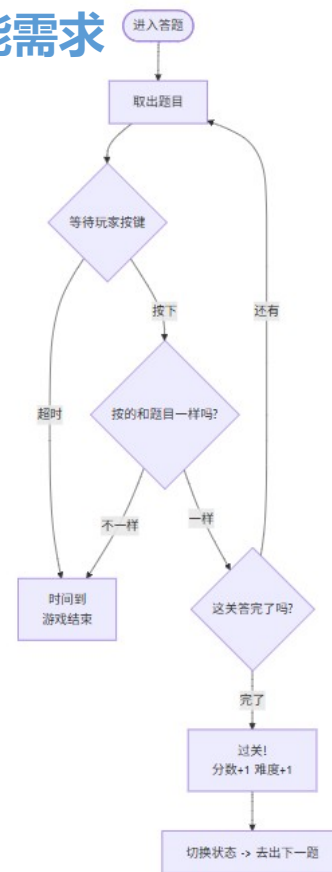 能需求
进入答题
取出题目
等待玩家按键
按下
还有
超时
按的和题目一样吗?
不一样
一样
时间到
游戏结束
这关答完了吗?
完了
过关!
分数+1 难度+1
切换状态 -> 去出下一题